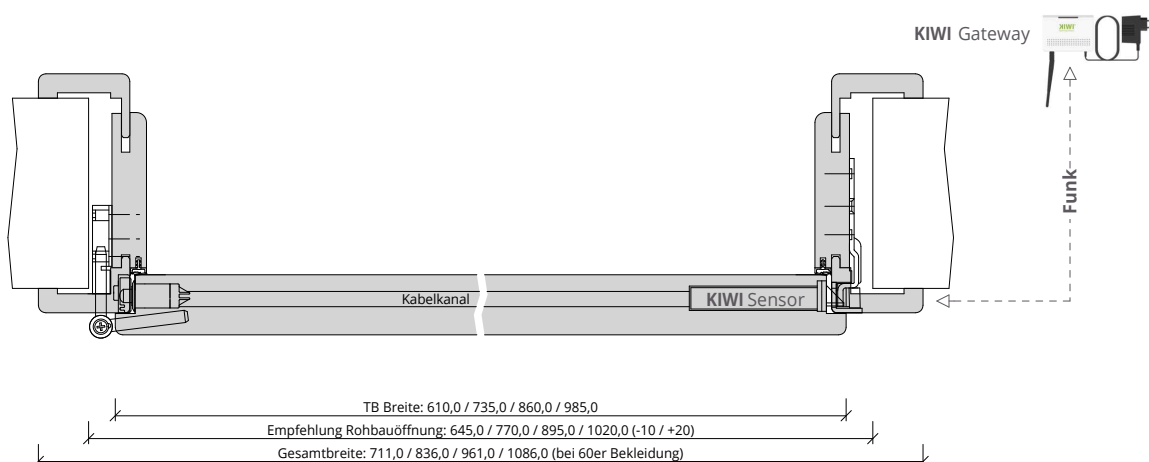 KIWI Gateway
KIWI
Funk
Kabelkanal
KIWI Sensor
TB Breite: 610,0 / 735,0 / 860,0 / 985,0
Empfehlung Rohbauöffnung: 645,0 / 770,0 / 895,0 / 1020,0 (-10 / +20)
Gesamtbreite: 711,0 / 836,0 / 961,0 / 1086,0 (bei 60er Bekleidung)